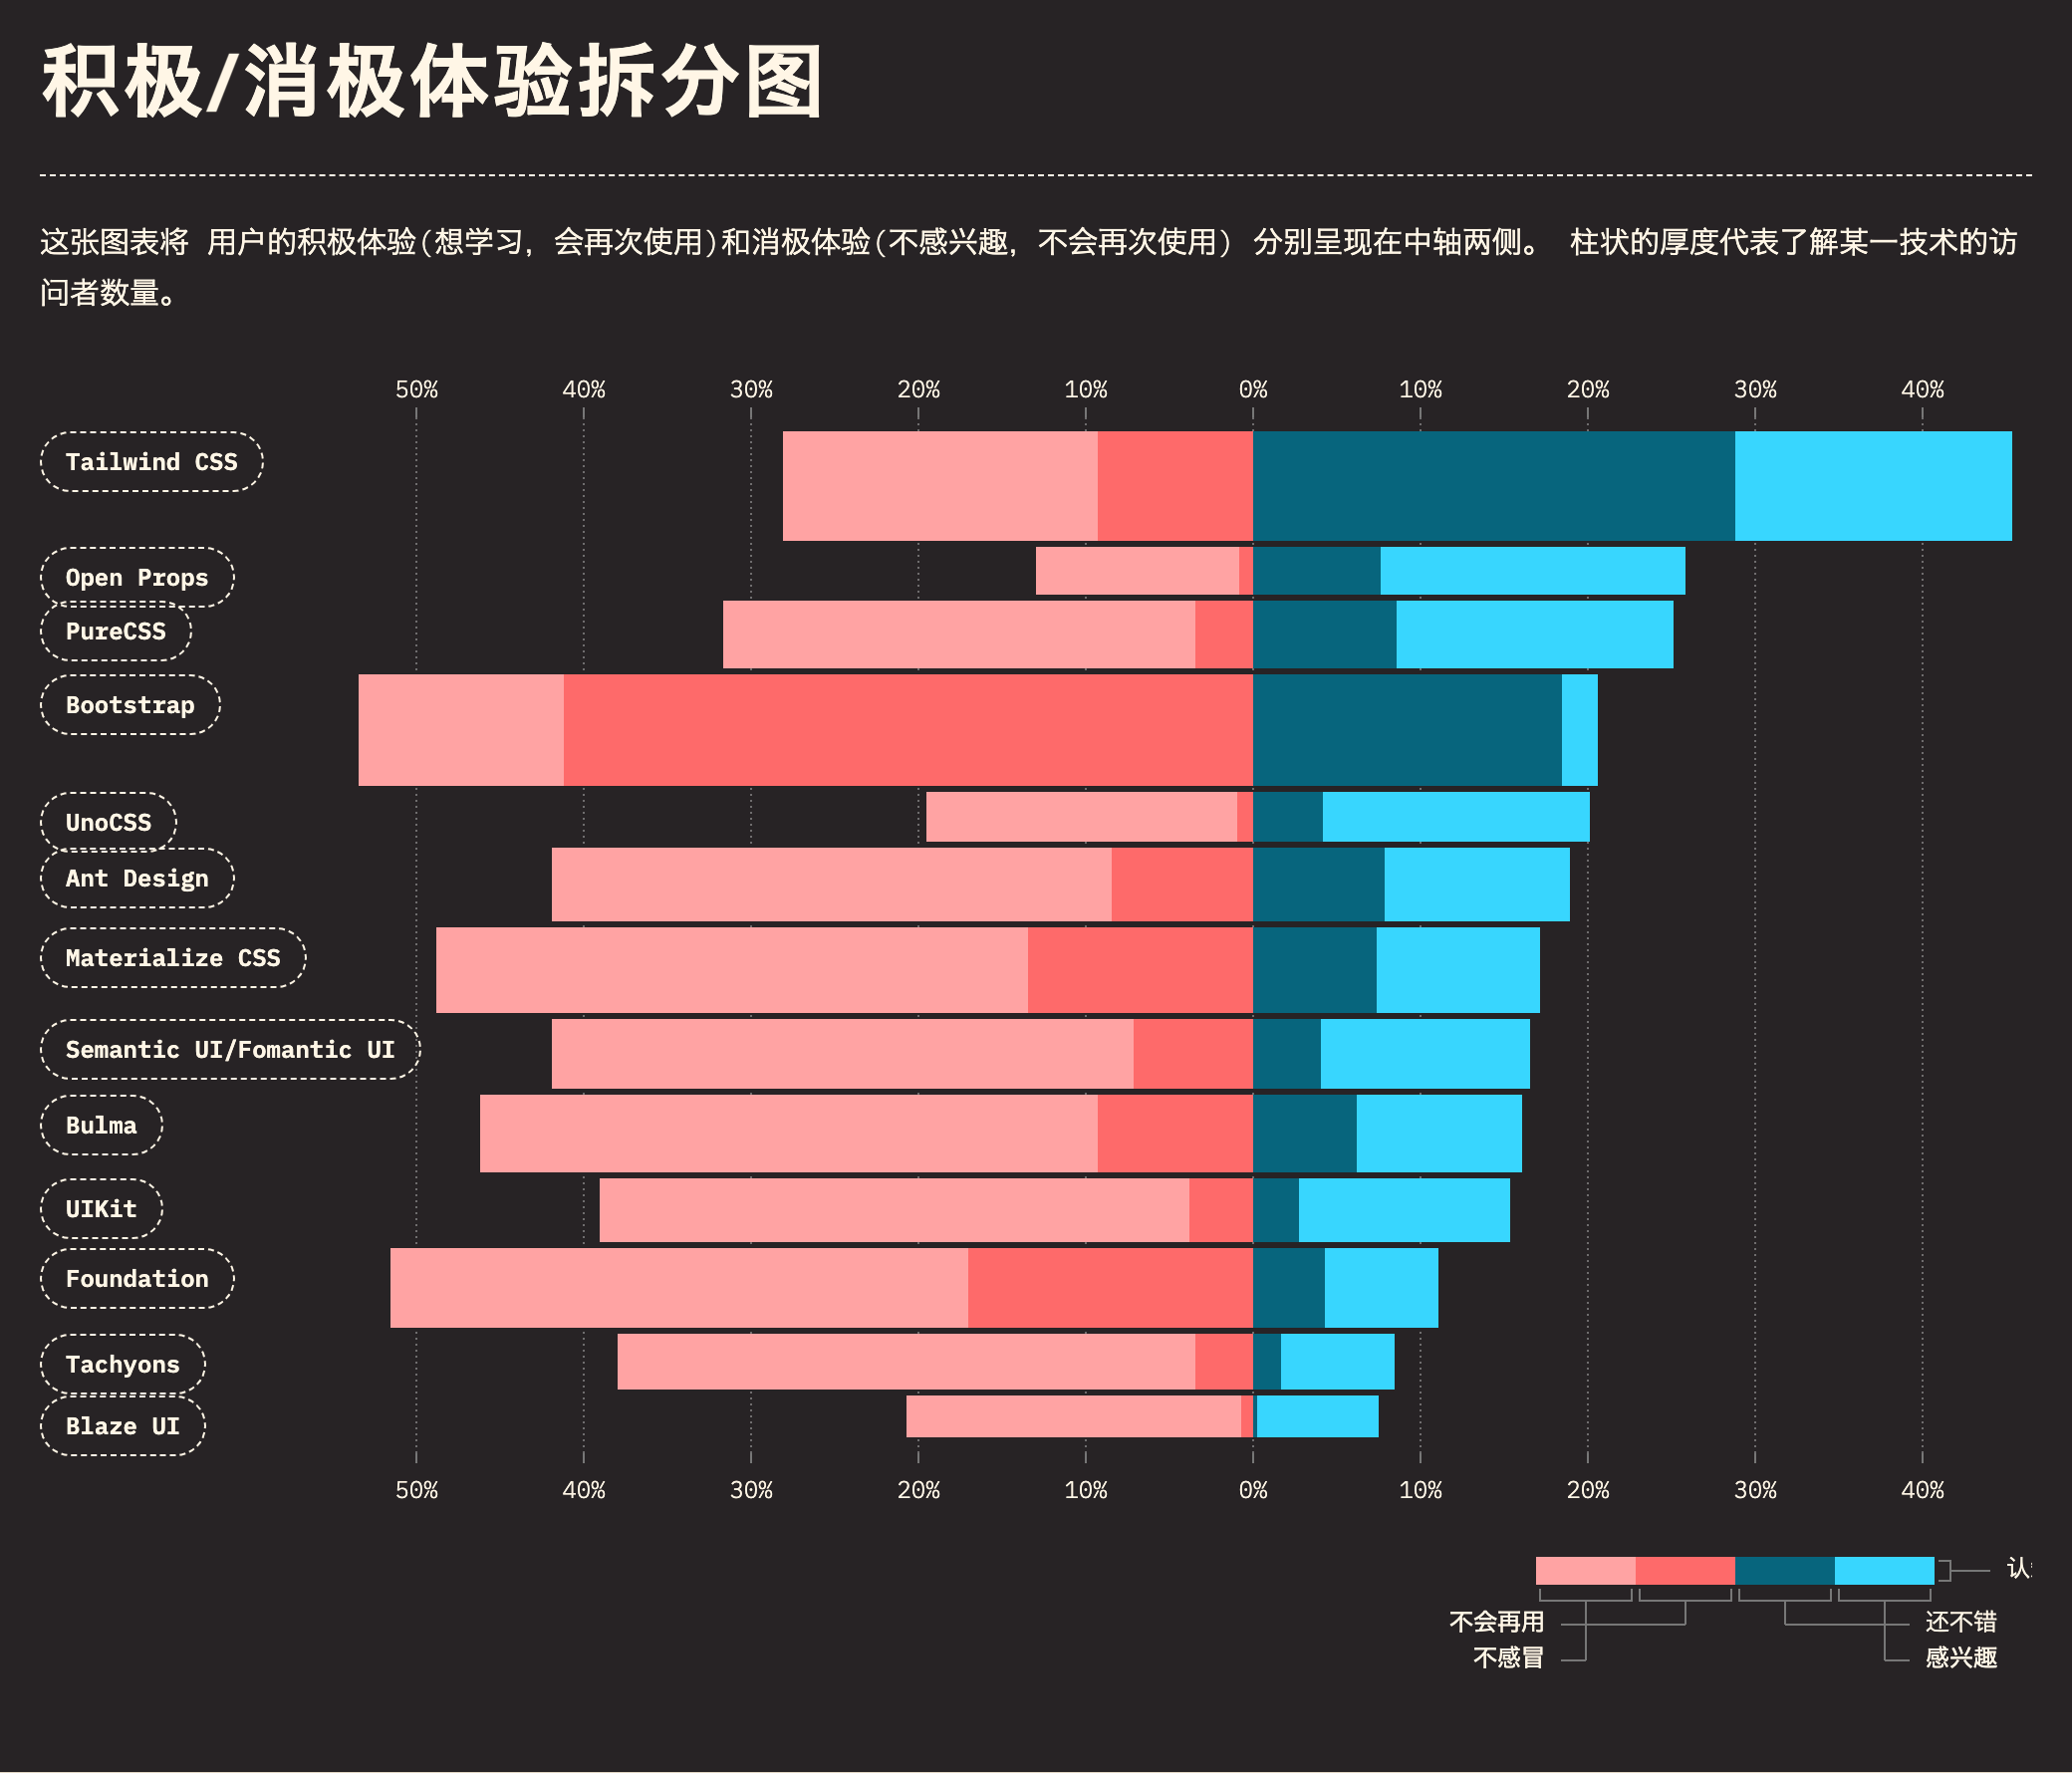 积极/消极体验拆分图
这张图表将 用户的积极体验(想学习, 会再次使用)和消极体验(不感兴趣, 不会再次使用) 分别呈现在中轴两侧。 柱状的厚度代表了解某一技术的访
问者数量。
50% 40% 30% 20% 10% 0% 10% 20% 30% 40%
Tailwind CSS
Open Props
PureCSS
Bootstrap
UnoCSS
Ant Design
Materialize CSS
Semantic UI/Fomantic UI
Bulma
UIKit
Foundation
Tachyons
Blaze UI
50% 40% 30% 20% 10% 0% 10% 20% 30% 40%
认
不会再用 还不错
不感冒 感兴趣